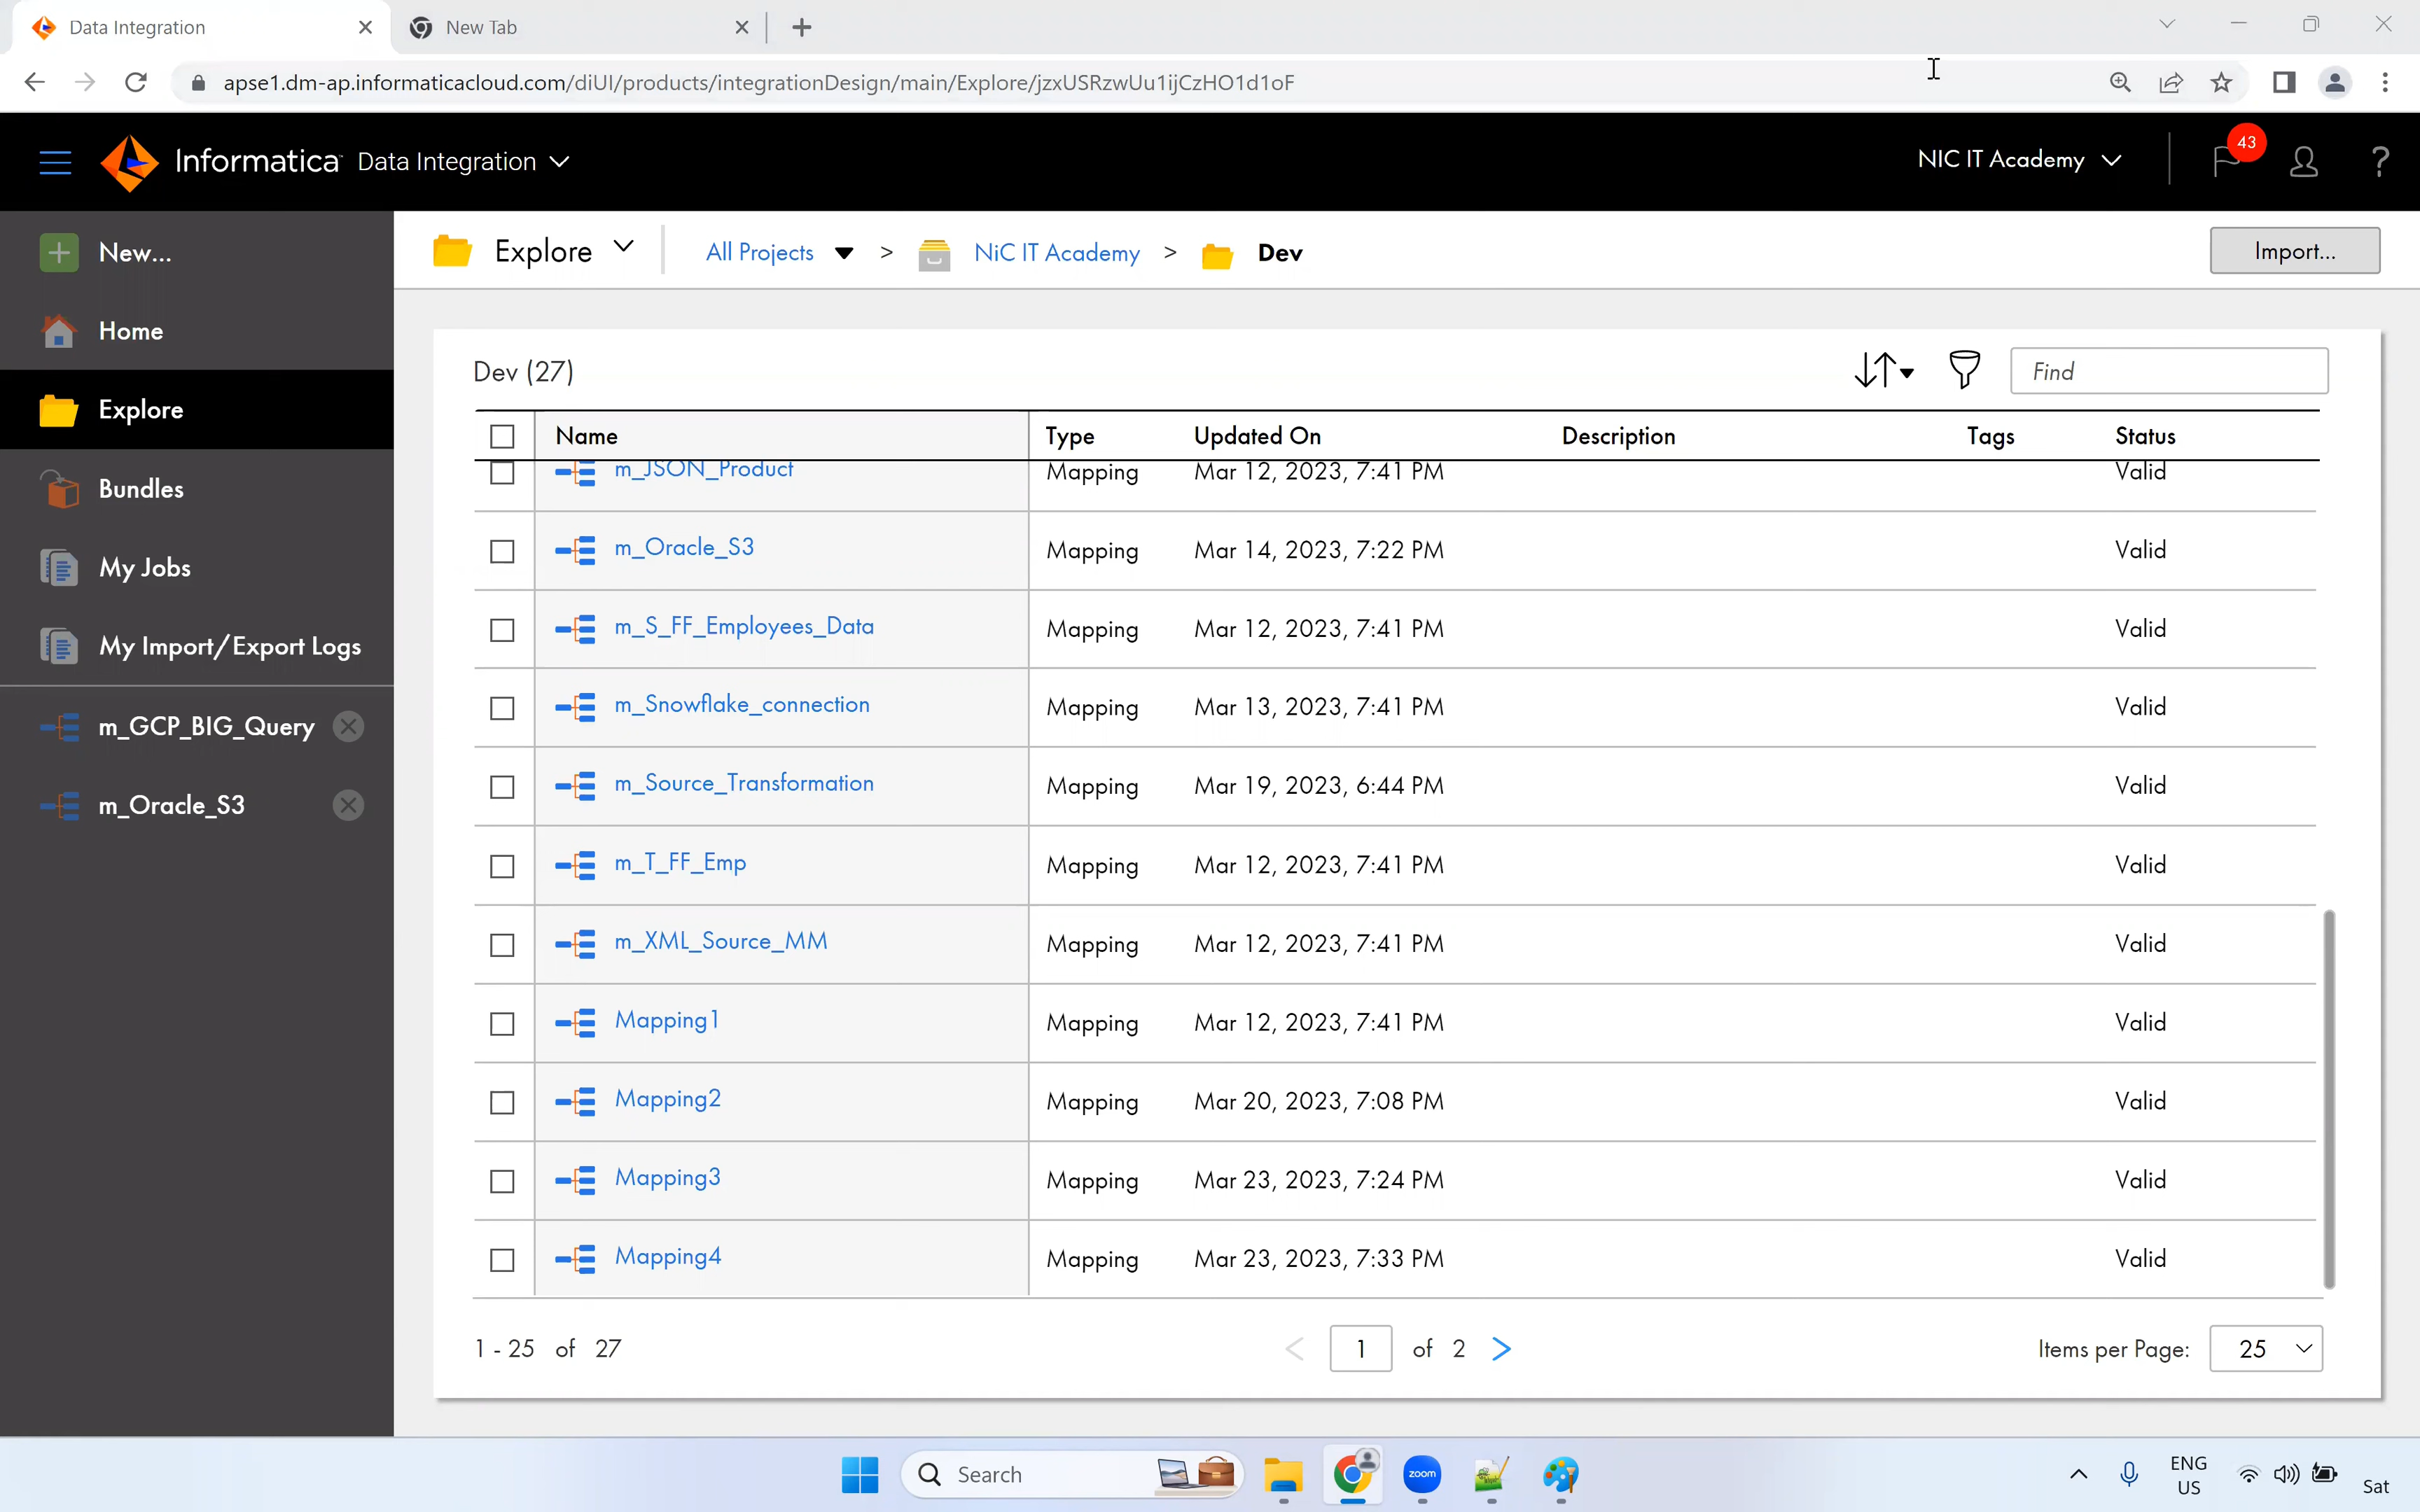 Data Integration
New Tab
apse1.dm-ap.informaticacloud.com/diUI/products/integrationDesign/main/Explore/jzxUSRzwUu1ijCzHO1d1oF
Informatica Data Integration
NIC IT Academy
43
?
New...
Home
Explore
Bundles
My Jobs
My Import/Export Logs
m_GCP_BIG_Query
m_Oracle_S3
Explore
All Projects > NiC IT Academy > Dev
Import...
Dev (27)
Find
Name Type Updated On Description Tags Status
m_JSON_Product Mapping Mar 12, 2023, 7:41 PM Valid
m_Oracle_S3 Mapping Mar 14, 2023, 7:22 PM Valid
m_S_FF_Employees_Data Mapping Mar 12, 2023, 7:41 PM Valid
m_Snowflake_connection Mapping Mar 13, 2023, 7:41 PM Valid
m_Source_Transformation Mapping Mar 19, 2023, 6:44 PM Valid
m_T_FF_Emp Mapping Mar 12, 2023, 7:41 PM Valid
m_XML_Source_MM Mapping Mar 12, 2023, 7:41 PM Valid
Mapping1 Mapping Mar 12, 2023, 7:41 PM Valid
Mapping2 Mapping Mar 20, 2023, 7:08 PM Valid
Mapping3 Mapping Mar 23, 2023, 7:24 PM Valid
Mapping4 Mapping Mar 23, 2023, 7:33 PM Valid
1 - 25 of 27
< 1 of 2 >
Items per Page: 25
Search
zoom
ENG
US
Sat